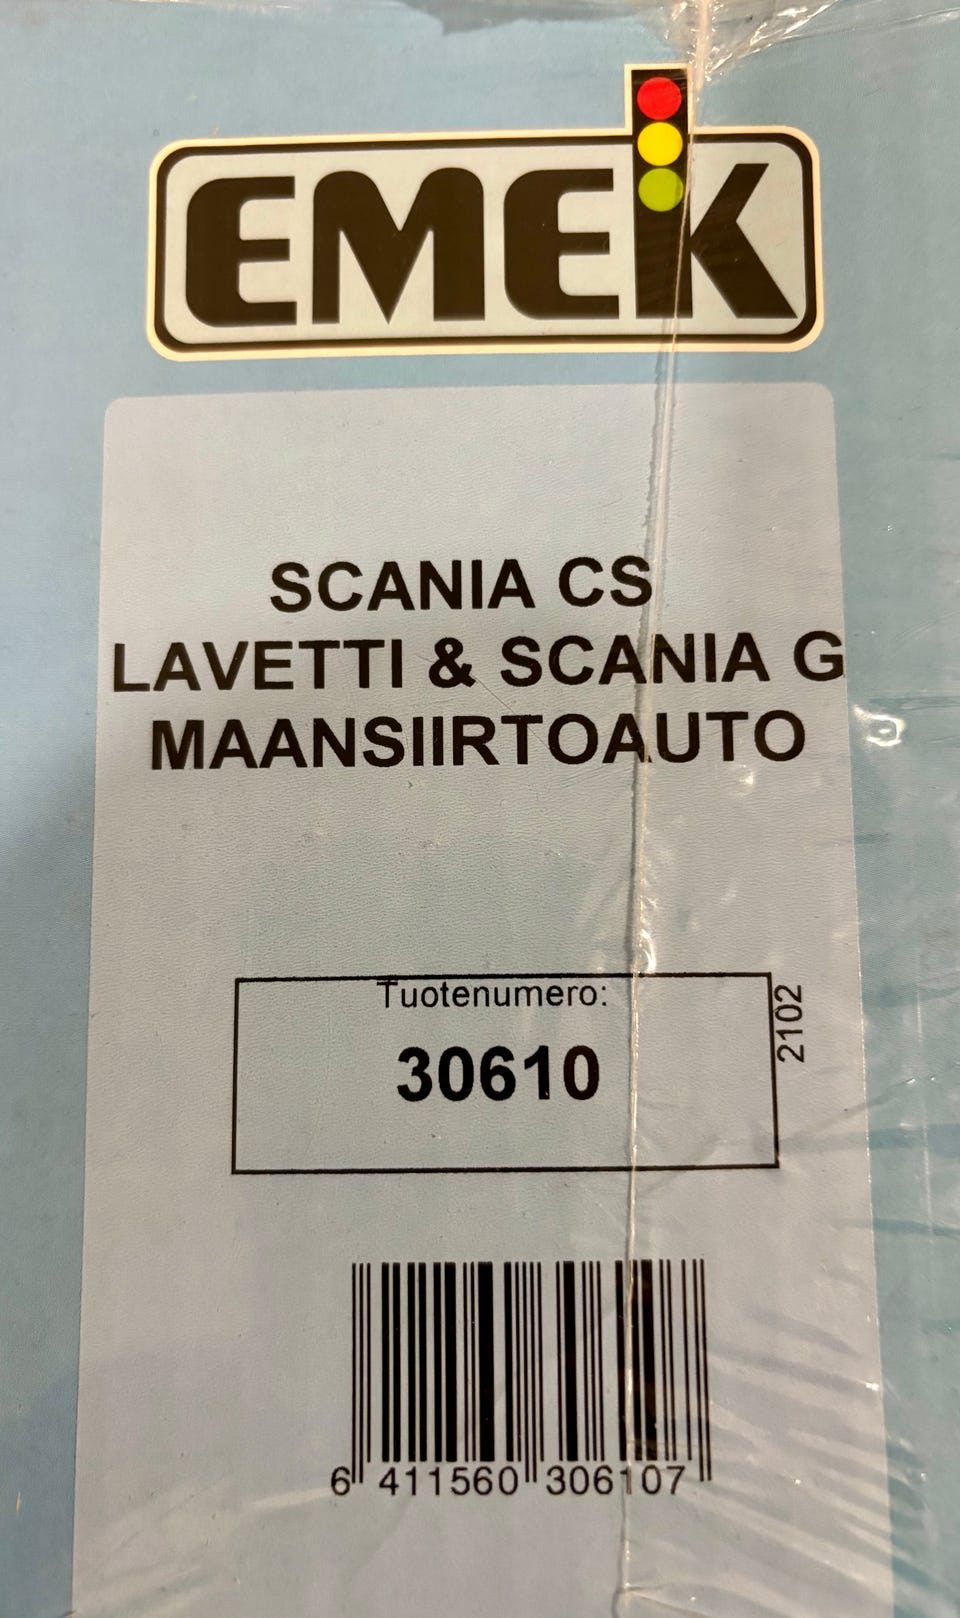 EMEK
SCANIA CS
LAVETTI & SCANIA G
MAANSIIRTOAUTO
Tuotenumero:
30610
2102
6 411560 306107